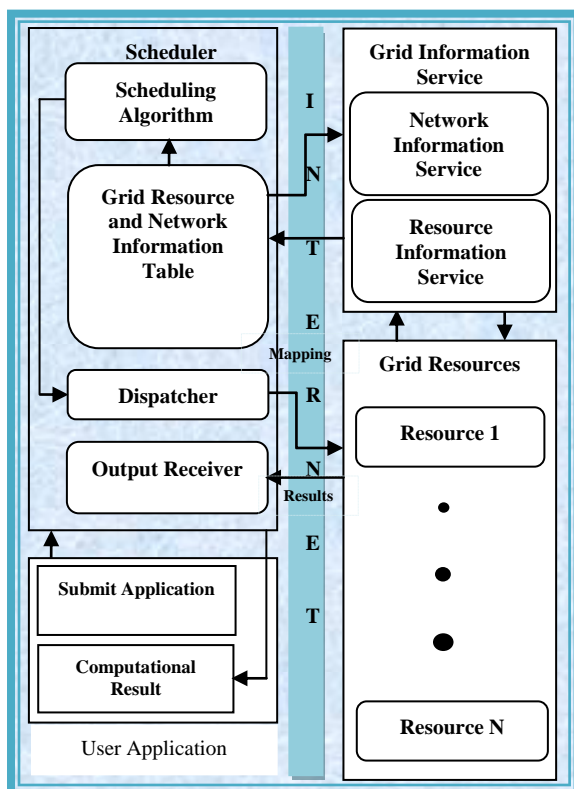 Scheduler
Scheduling
Algorithm
Grid Resource
and Network
Information
Table
Dispatcher
Output Receiver
Submit Application
Computational
Result
User Application
I
N
T
E
R
N
E
T
Mapping
Results
Grid Information
Service
Network
Information
Service
Resource
Information
Service
Grid Resources
Resource 1
Resource N